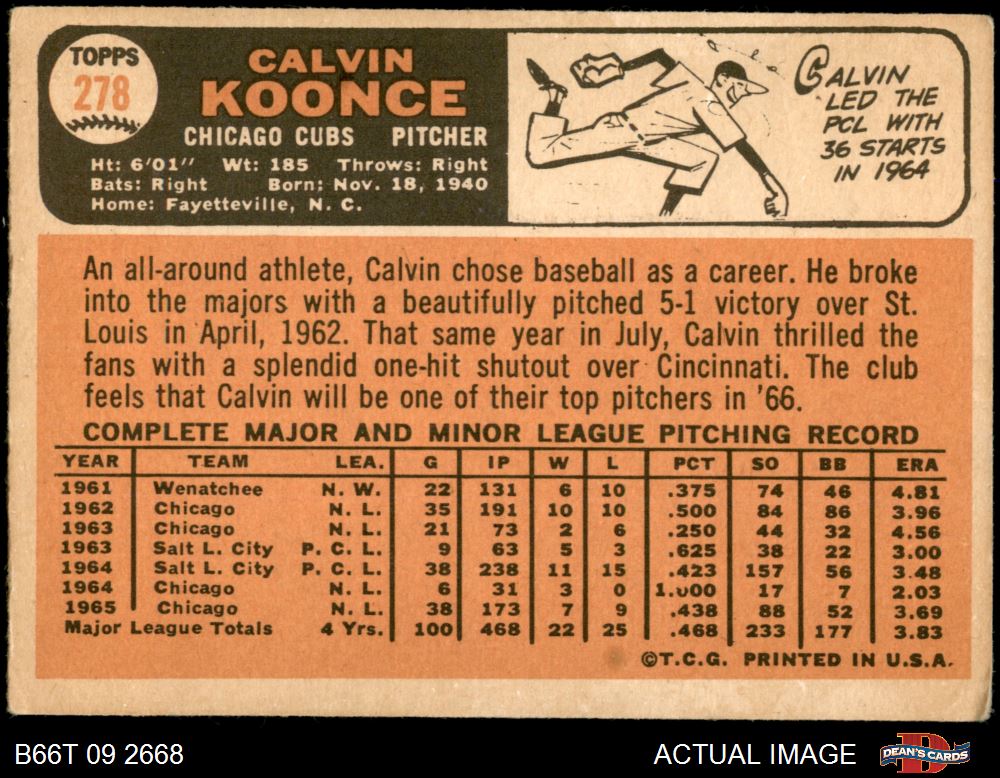 TOPPS
278
CALVIN
KOONCE
CHICAGO CUBS PITCHER
Ht: 6'01" Wt: 185 Throws: Right
Bats: Right Born: Nov. 18, 1940
Home: Fayetteville, N. C.
CALVIN
LED THE
PCL WITH
36 STARTS
IN 1964
An all-around athlete, Calvin chose baseball as a career. He broke
into the majors with a beautifully pitched 5-1 victory over St.
Louis in April, 1962. That same year in July, Calvin thrilled the
fans with a splendid one-hit shutout over Cincinnati. The club
feels that Calvin will be one of their top pitchers in '66.
COMPLETE MAJOR AND MINOR LEAGUE PITCHING RECORD
YEAR TEAM LEA. G IP W L PCT SO BB ERA
1961 Wenatchee N. W. 22 131 6 10 .375 74 46 4.81
1962 Chicago N. L. 35 191 10 10 .500 84 86 3.96
1963 Chicago N. L. 21 73 2 6 .250 44 32 4.56
1963 Salt L. City P. C. L. 9 63 5 3 .625 38 22 3.00
1964 Salt L. City P. C. L. 38 238 11 15 .423 157 56 3.48
1964 Chicago N. L. 6 31 3 0 1.000 17 7 2.03
1965 Chicago N. L. 38 173 7 9 .438 88 52 3.69
Major League Totals 4 Yrs. 100 468 22 25 .468 233 177 3.83
©T.C.G. PRINTED IN U.S.A.
B66T 09 2668
ACTUAL IMAGE
DEAN'S CARDS